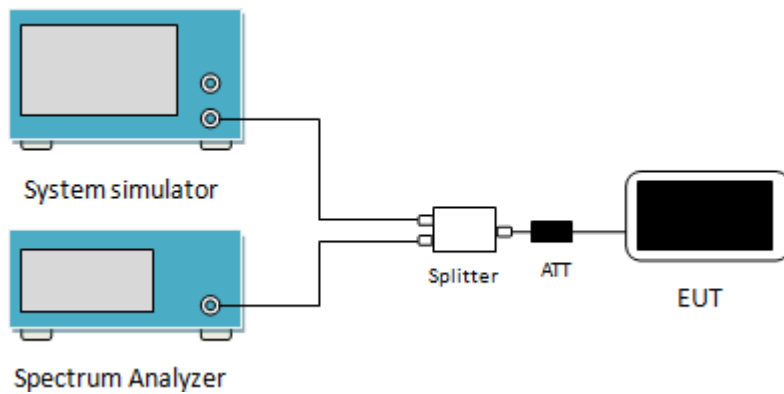 System simulator
Splitter
ATT
EUT
Spectrum Analyzer